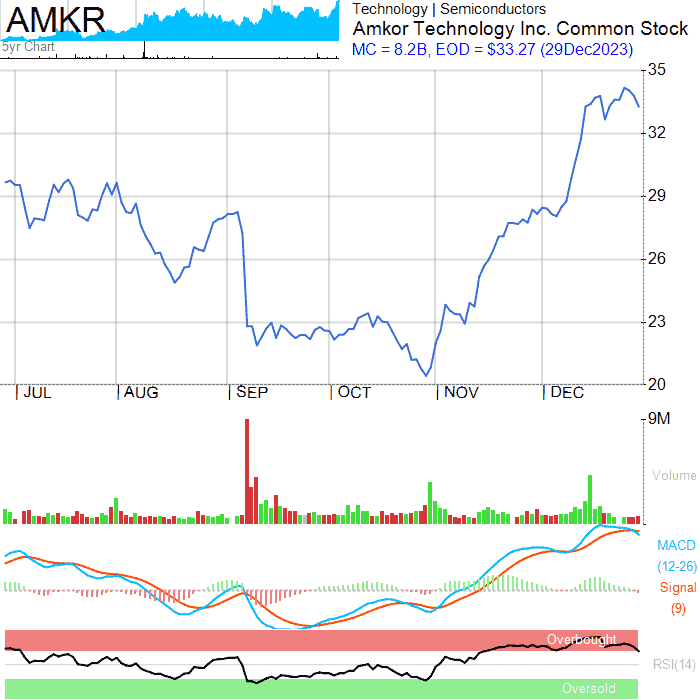 AMKR
5yr Chart
Technology | Semiconductors
Amkor Technology Inc. Common Stock
MC = 8.2B, EOD = $33.27 (29Dec2023)
35
32
29
26
23
20
JUL AUG SEP OCT NOV DEC
9M
Volume
MACD
(12-26)
Signal
(9)
Overbought
RSI(14)
Oversold